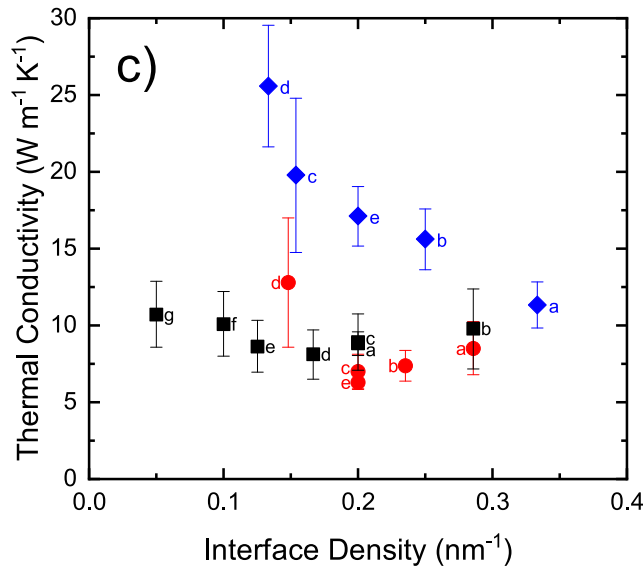 c)
Thermal Conductivity (W m⁻¹ K⁻¹)
30
25
20
15
10
5
0
d
c
e
b
a
d
g
f
e
d
c
a
b
c
e
b
a
0.0 0.1 0.2 0.3 0.4
Interface Density (nm⁻¹)